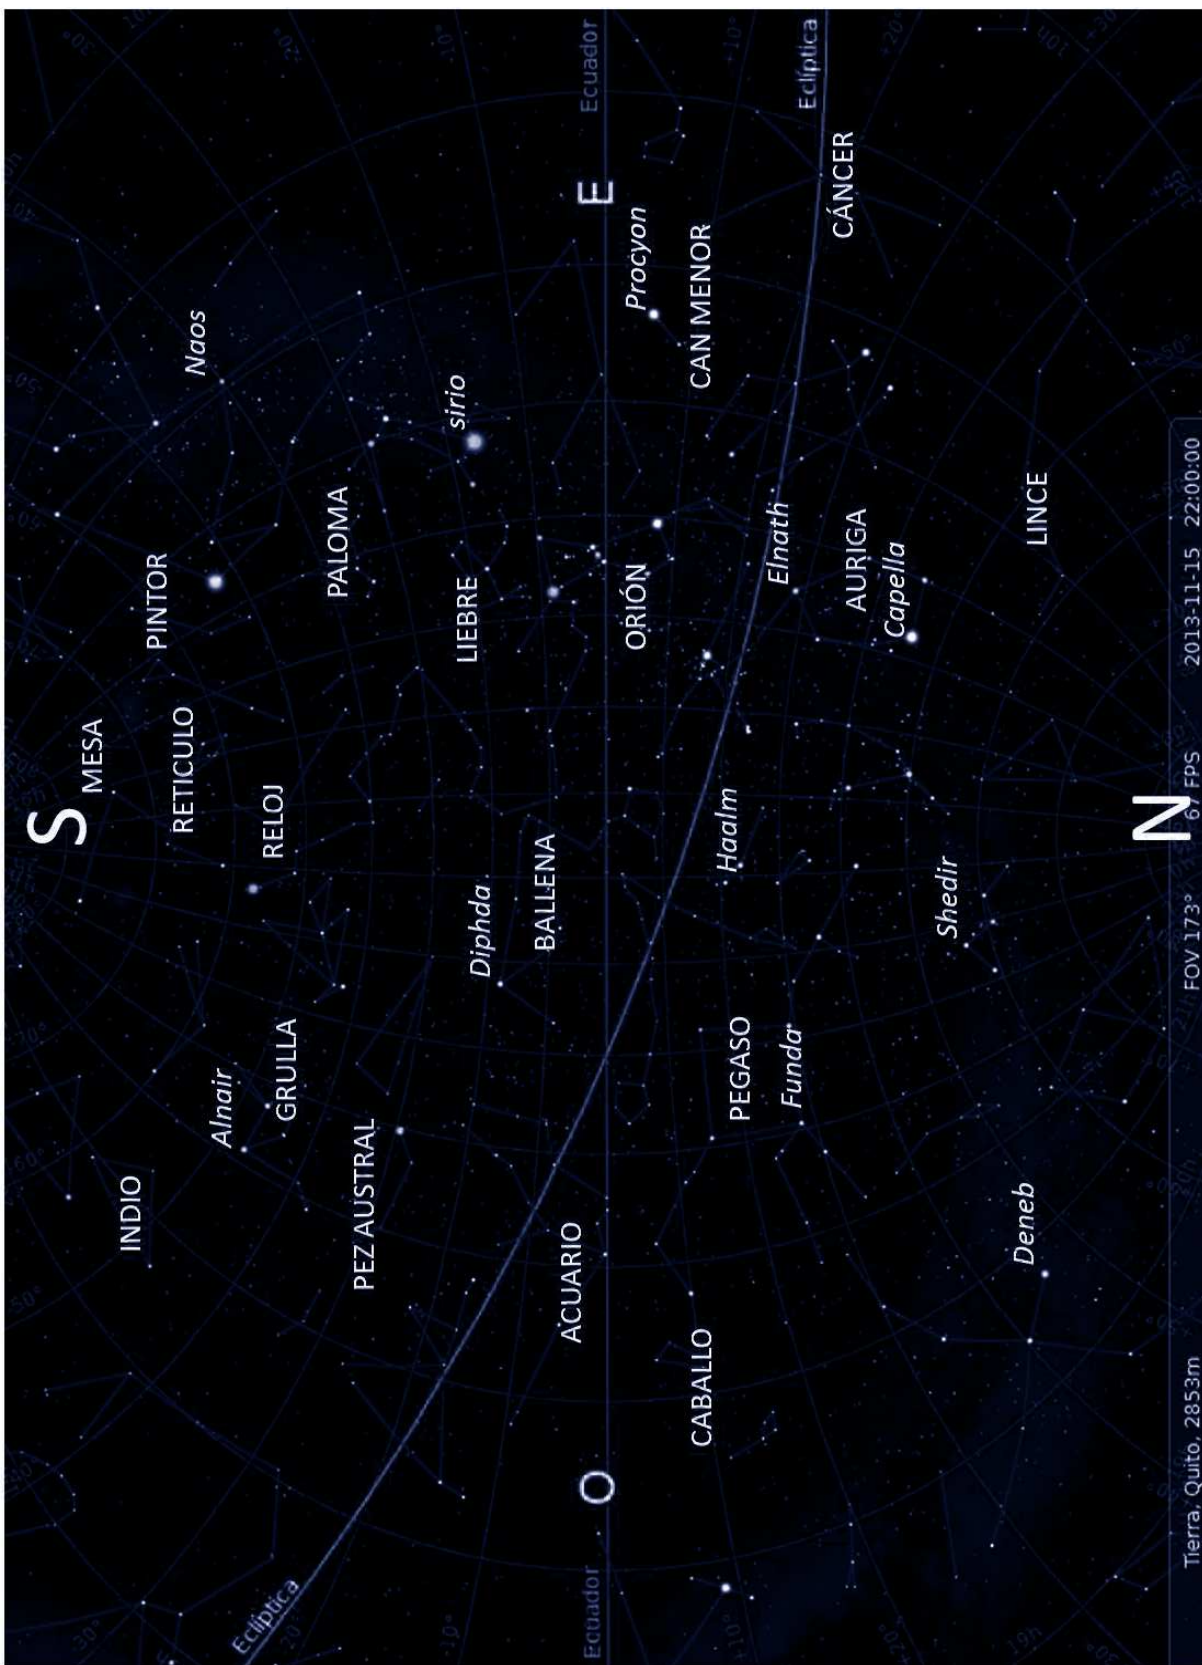 S
MESA
INDIO
PINTOR
RETICULO
Naos
Alnair
Eclíptica
RELOJ
GRULLA
PALOMA
PEZ AUSTRAL
sirio
LIEBRE
Diphda
BALLENA
ACUARIO
Ecuador
O
E
Ecuador
ORIÓN
Procyon
CABALLO
CAN MENOR
Haalm
PEGASO
Elnath
Funda
Eclíptica
CÁNCER
AURIGA
Capella
Shedir
Deneb
LINCE
N
Tierra, Quito, 2853m FOV 173° FPS 2013-11-15 22:00:00